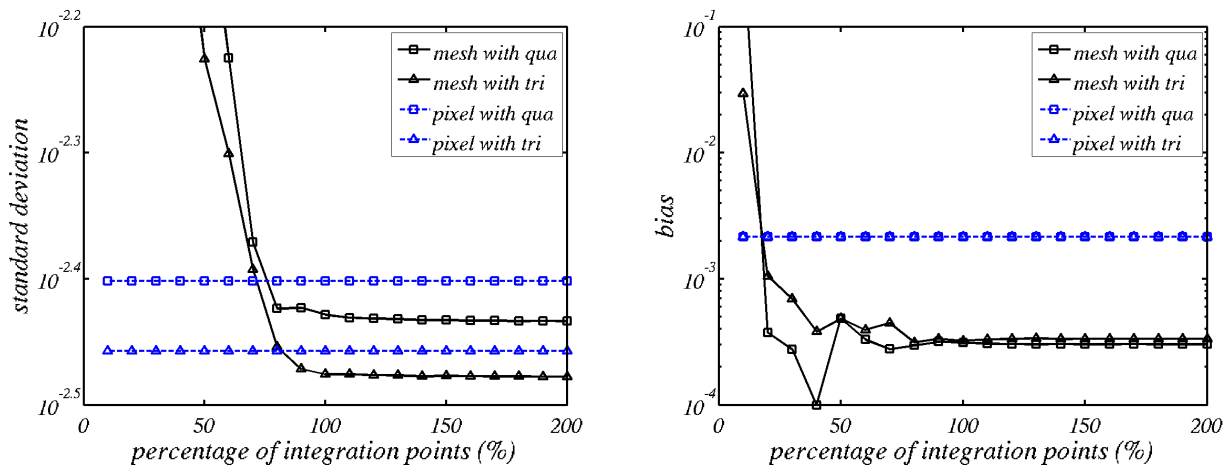 10^-2.2
10^-2.3
10^-2.4
10^-2.5
standard deviation
0
50
100
150
200
percentage of integration points (%)
mesh with qua
mesh with tri
pixel with qua
pixel with tri
10^-1
10^-2
10^-3
10^-4
bias
0
50
100
150
200
percentage of integration points (%)
mesh with qua
mesh with tri
pixel with qua
pixel with tri